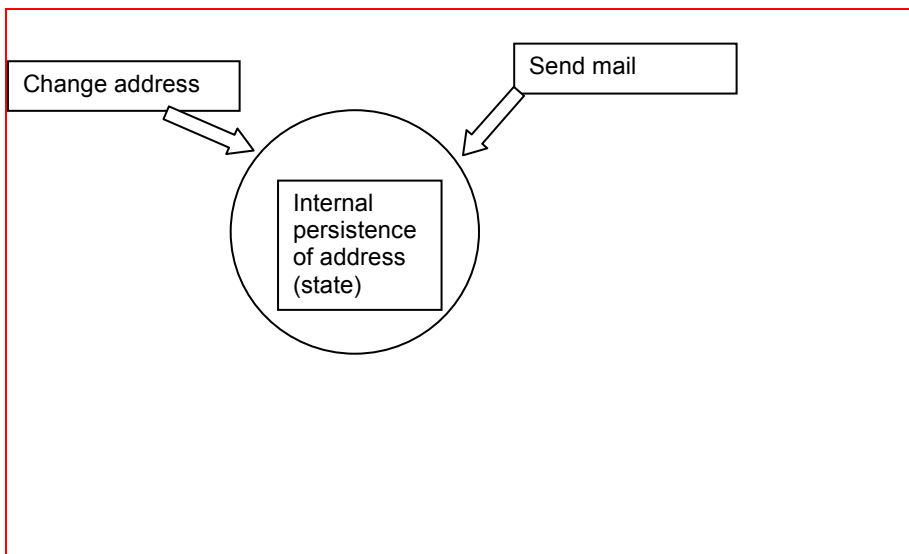 Change address
Send mail
Internal
persistence
of address
(state)